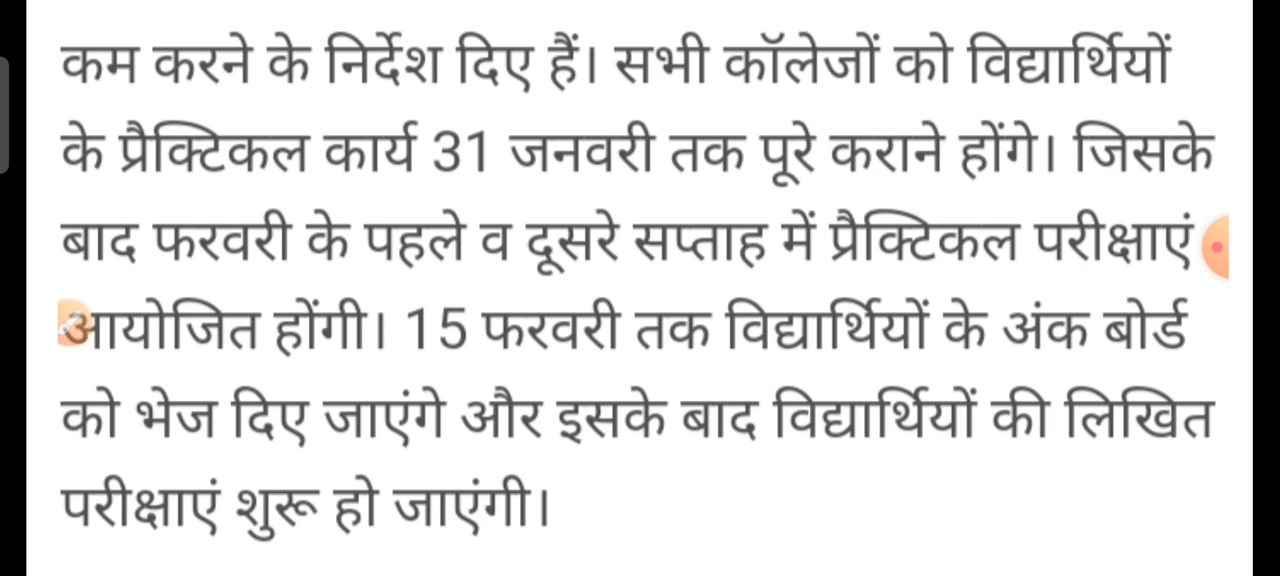 कम करने के निर्देश दिए हैं। सभी कॉलेजों को विद्यार्थियों
के प्रैक्टिकल कार्य 31 जनवरी तक पूरे कराने होंगे। जिसके
बाद फरवरी के पहले व दूसरे सप्ताह में प्रैक्टिकल परीक्षाएं
आयोजित होंगी। 15 फरवरी तक विद्यार्थियों के अंक बोर्ड
को भेज दिए जाएंगे और इसके बाद विद्यार्थियों की लिखित
परीक्षाएं शुरू हो जाएंगी।